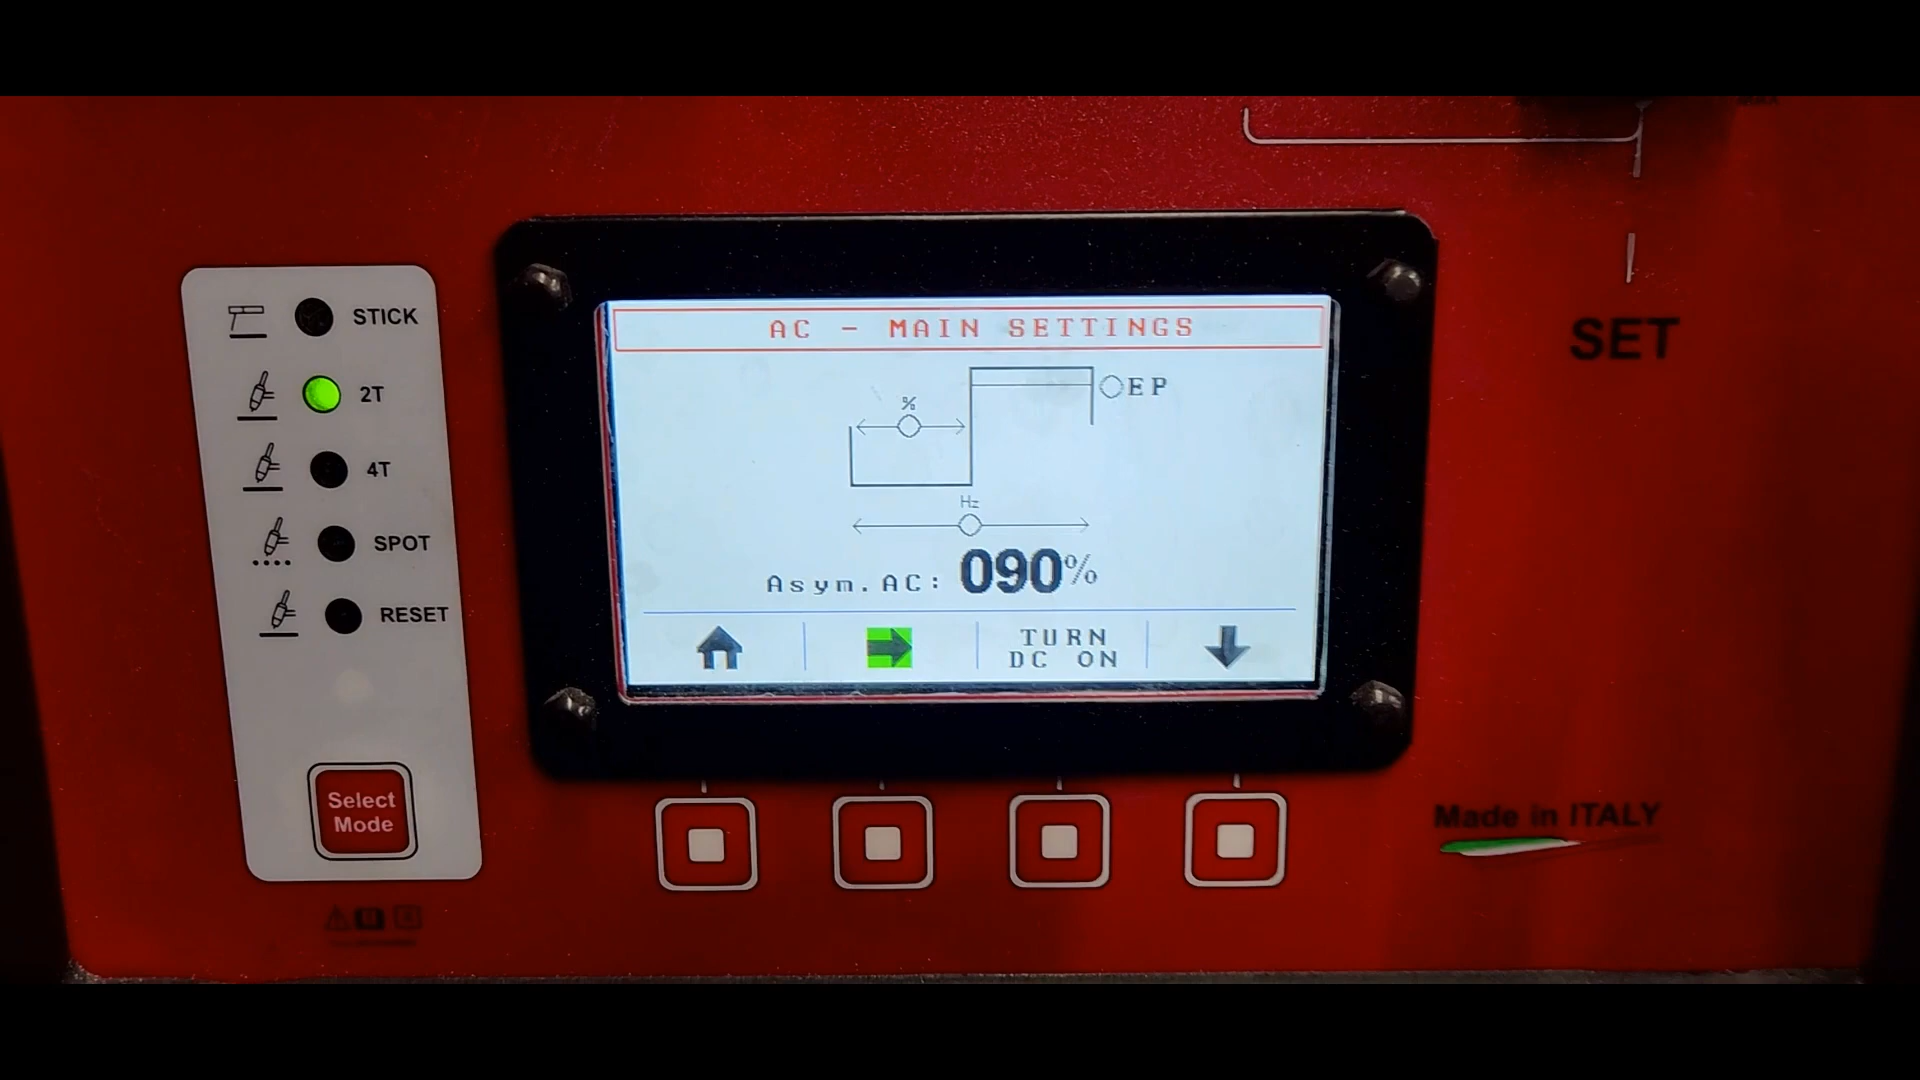 STICK
2T
4T
SPOT
RESET
Select
Mode
AC - MAIN SETTINGS
%
EP
Hz
Asym.AC: 090%
TURN
DC ON
SET
Made in ITALY